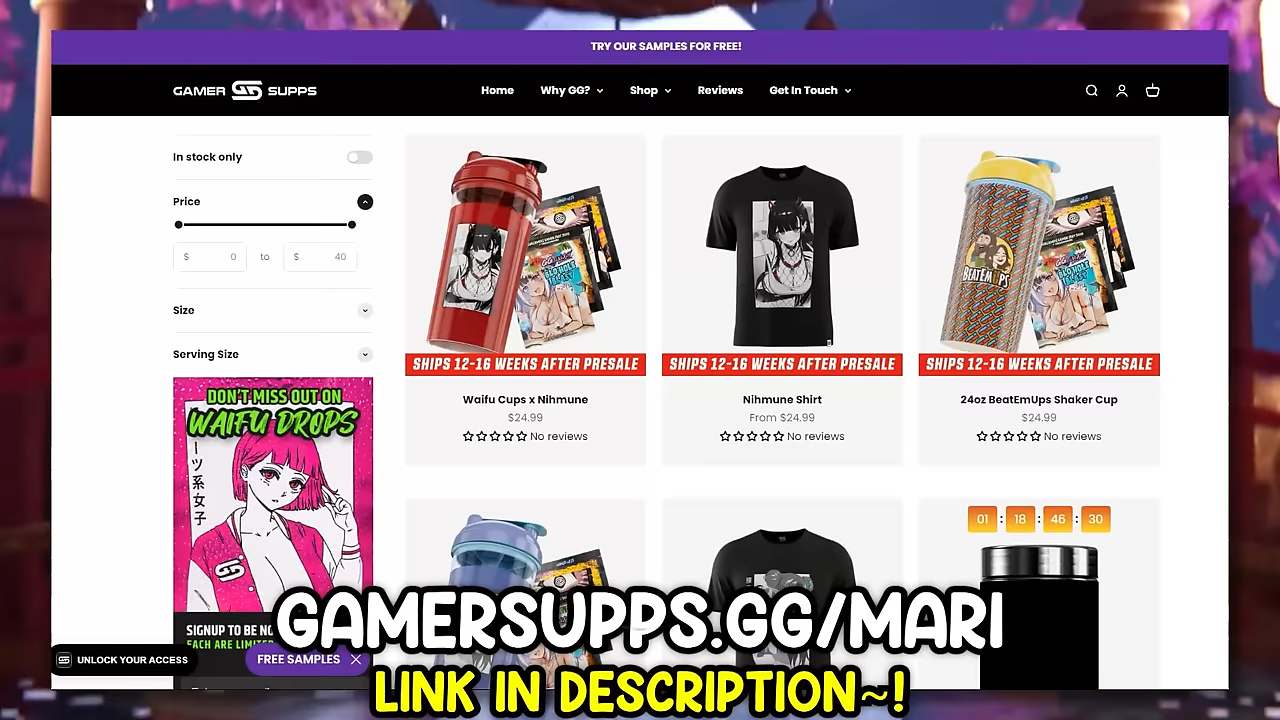 TRY OUR SAMPLES FOR FREE!
GAMER GG SUPPS
Home Why GG? Shop Reviews Get In Touch
In stock only
Price
$ 0 to $ 40
Size
Serving Size
DON'T MISS OUT ON
WAIFU DROPS
ーツ系女子
GG
SIGNUP TO BE NO
EACH ARE LIMITED
UNLOCK YOUR ACCESS
FREE SAMPLES
BEATEMUPS
SHIPS 12-16 WEEKS AFTER PRESALE
Waifu Cups x Nihmune
$24.99
No reviews
SHIPS 12-16 WEEKS AFTER PRESALE
Nihmune Shirt
From $24.99
No reviews
SHIPS 12-16 WEEKS AFTER PRESALE
24oz BeatEmUps Shaker Cup
$24.99
No reviews
01 : 18 : 46 : 30
GAMERSUPPS.GG/MARI
LINK IN DESCRIPTION~!